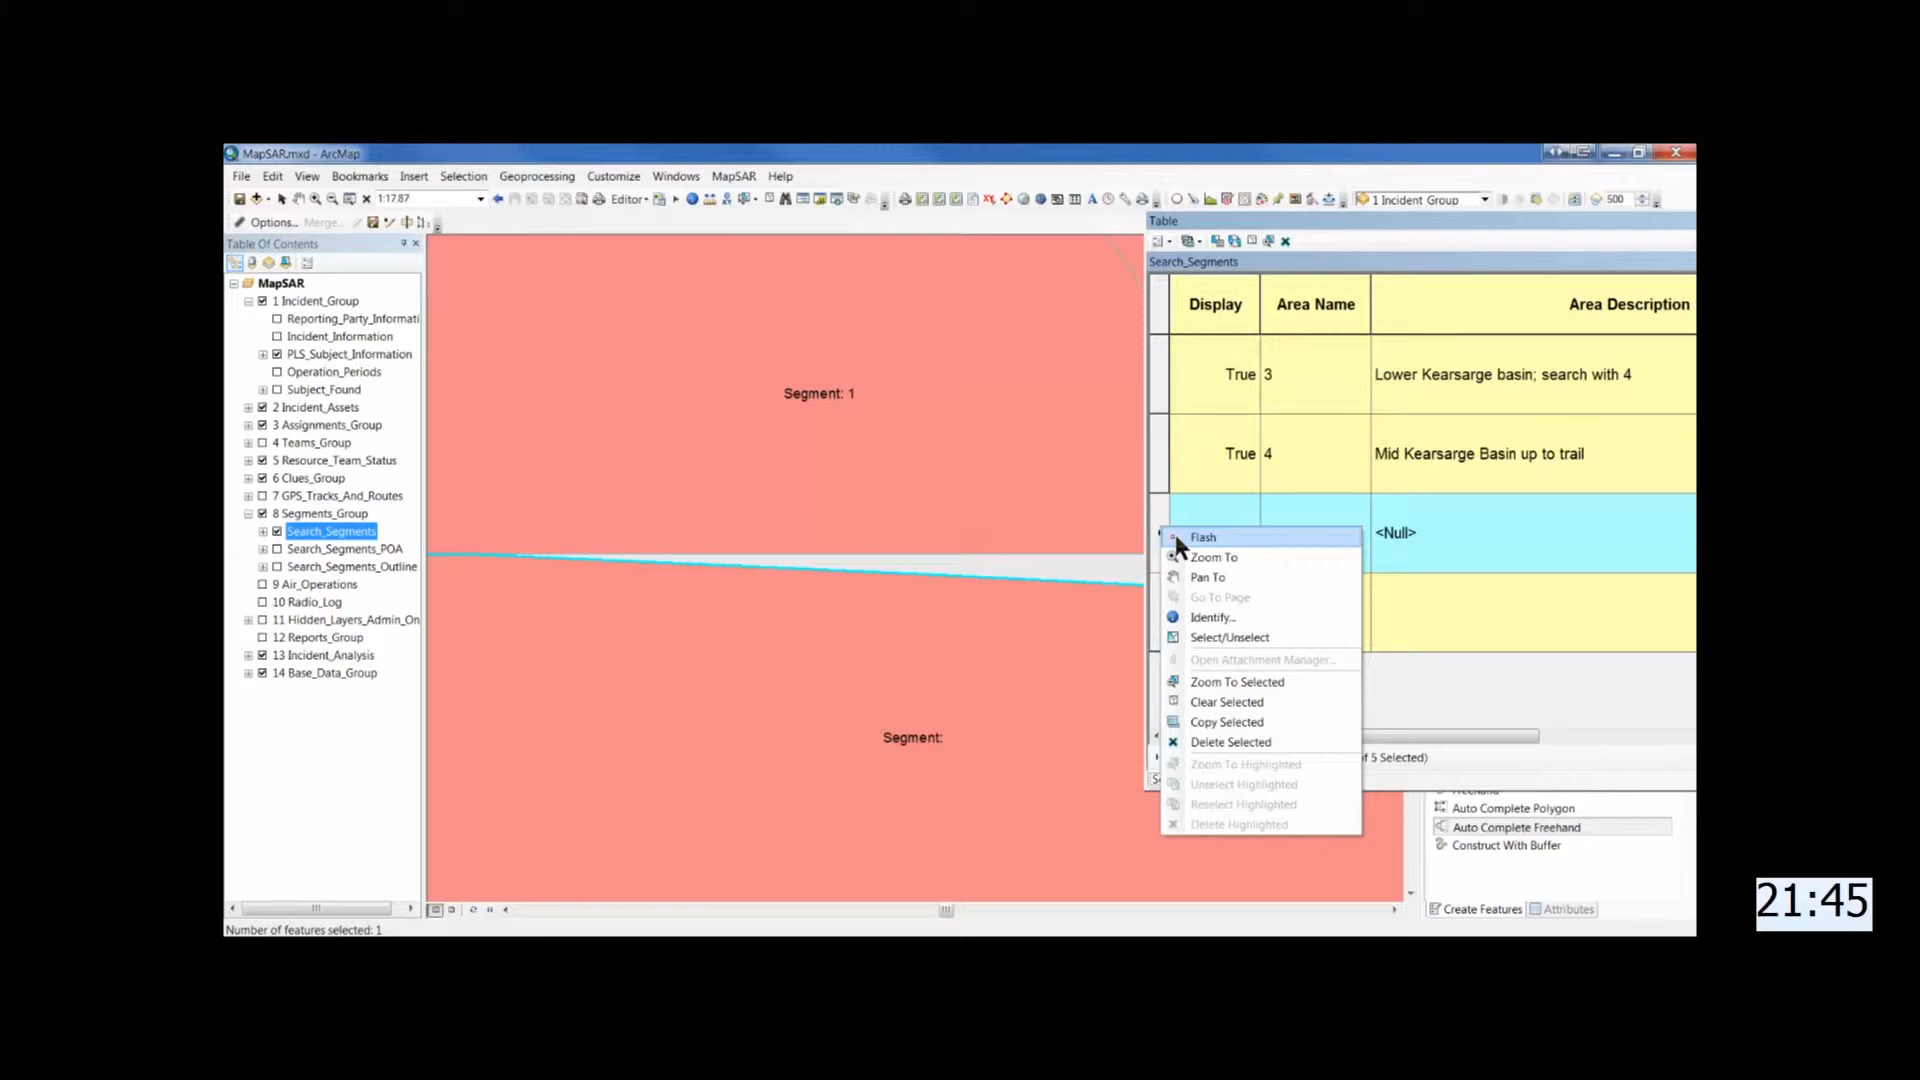 MapSAR.mxd - ArcMap
File Edit View Bookmarks Insert Selection Geoprocessing Customize Windows MapSAR Help
1:17.87
Editor
1 Incident Group
500
Options...
Merge...
Table Of Contents
MapSAR
1 Incident_Group
Reporting_Party_Informati
Incident_Information
PLS_Subject_Information
Operation_Periods
Subject_Found
2 Incident_Assets
3 Assignments_Group
4 Teams_Group
5 Resource_Team_Status
6 Clues_Group
7 GPS_Tracks_And_Routes
8 Segments_Group
Search_Segments
Search_Segments_POA
Search_Segments_Outline
9 Air_Operations
10 Radio_Log
11 Hidden_Layers_Admin_On
12 Reports_Group
13 Incident_Analysis
14 Base_Data_Group
Segment: 1
Segment:
Table
Search_Segments
Display Area Name Area Description
True 3 Lower Kearsarge basin; search with 4
True 4 Mid Kearsarge Basin up to trail
<Null>
Flash
Zoom To
Pan To
Go To Page
Identify...
Select/Unselect
Open Attachment Manager...
Zoom To Selected
Clear Selected
Copy Selected
Delete Selected
Zoom To Highlighted
Unselect Highlighted
Reselect Highlighted
Delete Highlighted
of 5 Selected)
Freehand
Auto Complete Polygon
Auto Complete Freehand
Construct With Buffer
Create Features
Attributes
Number of features selected: 1
21:45